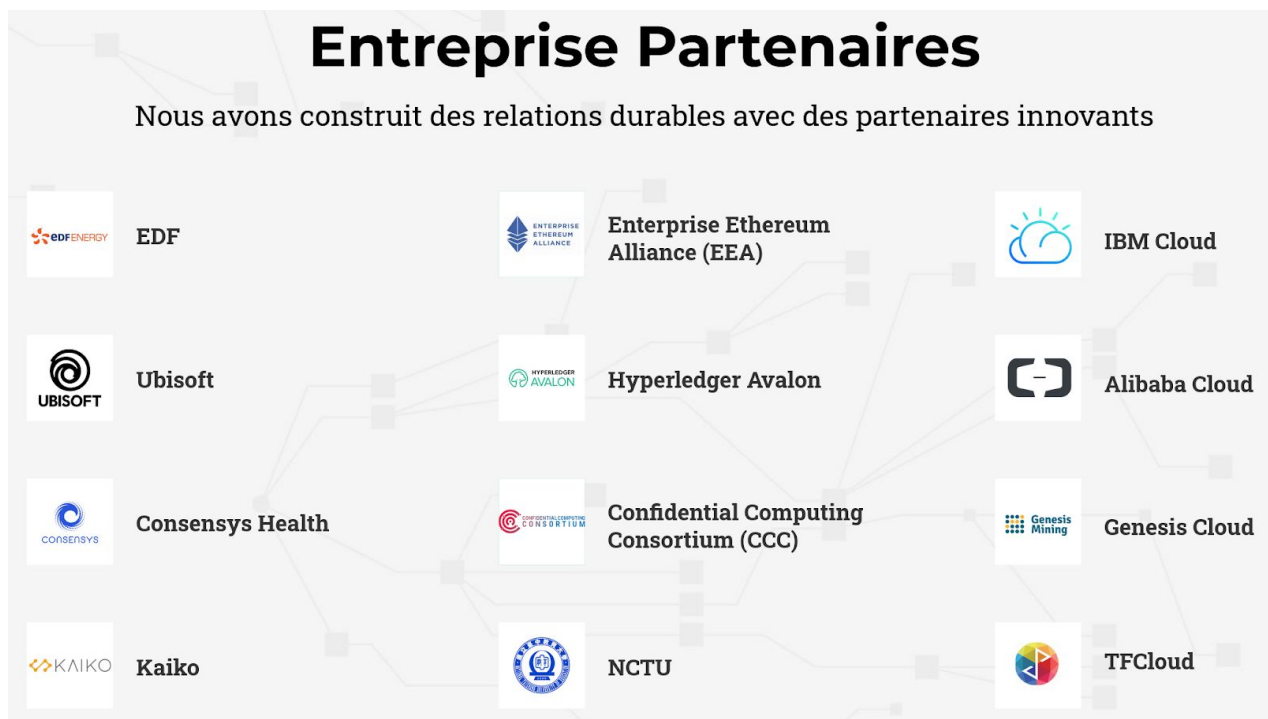 Entreprise Partenaires
Nous avons construit des relations durables avec des partenaires innovants
eDF ENERGY
EDF
ENTERPRISE
ETHEREUM
ALLIANCE
Enterprise Ethereum
Alliance (EEA)
IBM Cloud
UBISOFT
Ubisoft
HYPERLEDGER
AVALON
Hyperledger Avalon
Alibaba Cloud
CONSENSYS
Consensys Health
CONFIDENTIAL COMPUTING
CONSORTIUM
Confidential Computing
Consortium (CCC)
Genesis
Mining
Genesis Cloud
KAIKO
Kaiko
NCTU
TFCloud